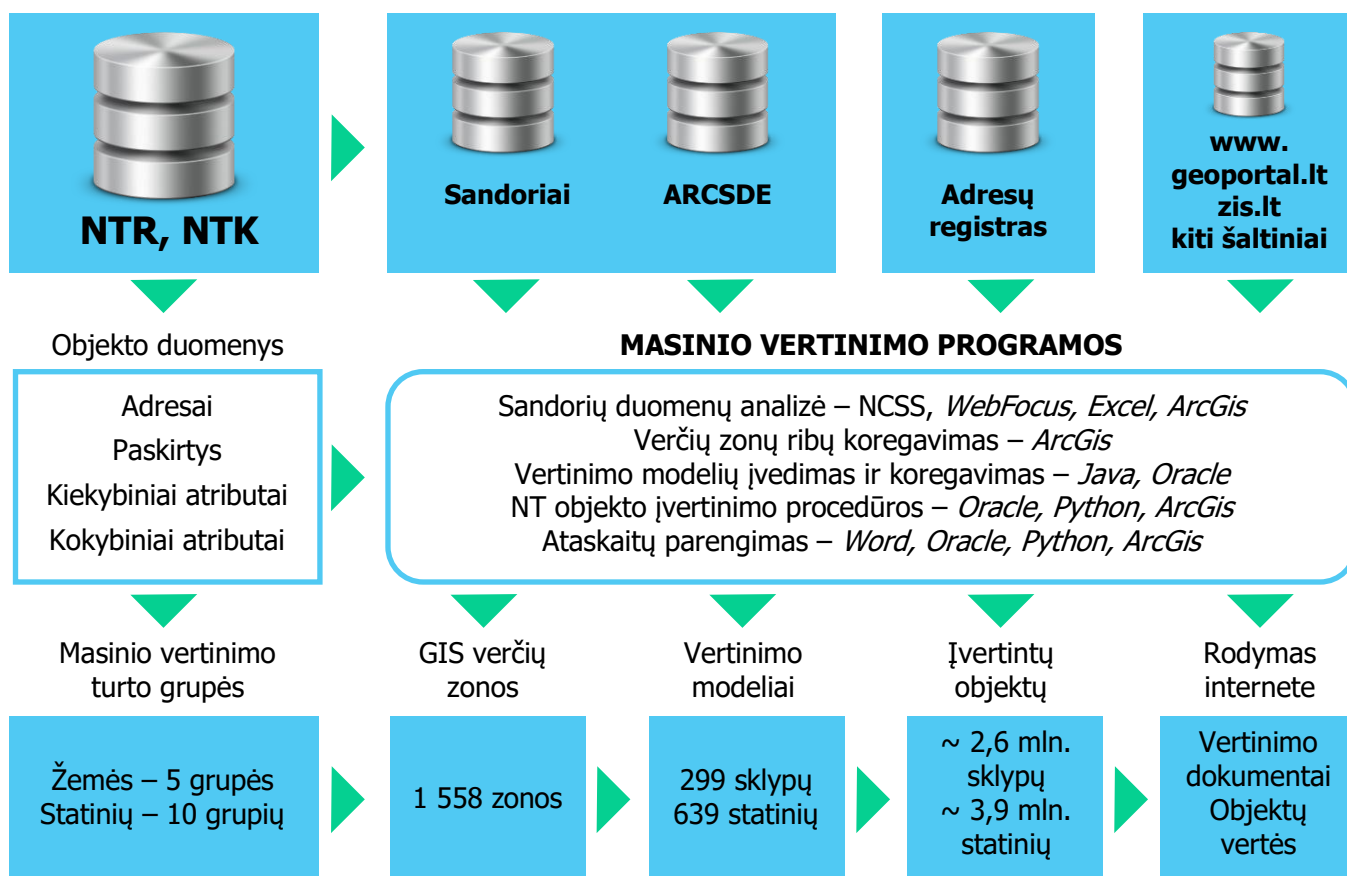 NTR, NTK
Sandoriai
ARCSDE
Adresų
registras
www.
geoportal.lt
zis.lt
kiti šaltiniai
Objekto duomenys
Adresai
Paskirtys
Kiekybiniai atributai
Kokybiniai atributai
MASINIO VERTINIMO PROGRAMOS
Sandorių duomenų analizė – NCSS, WebFocus, Excel, ArcGis
Verčių zonų ribų koregavimas – ArcGis
Vertinimo modelių įvedimas ir koregavimas – Java, Oracle
NT objekto įvertinimo procedūros – Oracle, Python, ArcGis
Ataskaitų parengimas – Word, Oracle, Python, ArcGis
Masinio vertinimo
turto grupės
Žemės – 5 grupės
Statinių – 10 grupių
GIS verčių
zonos
1 558 zonos
Vertinimo
modeliai
299 sklypų
639 statinių
Įvertintų
objektų
~ 2,6 mln.
sklypų
~ 3,9 mln.
statinių
Rodymas
internete
Vertinimo
dokumentai
Objektų
vertės